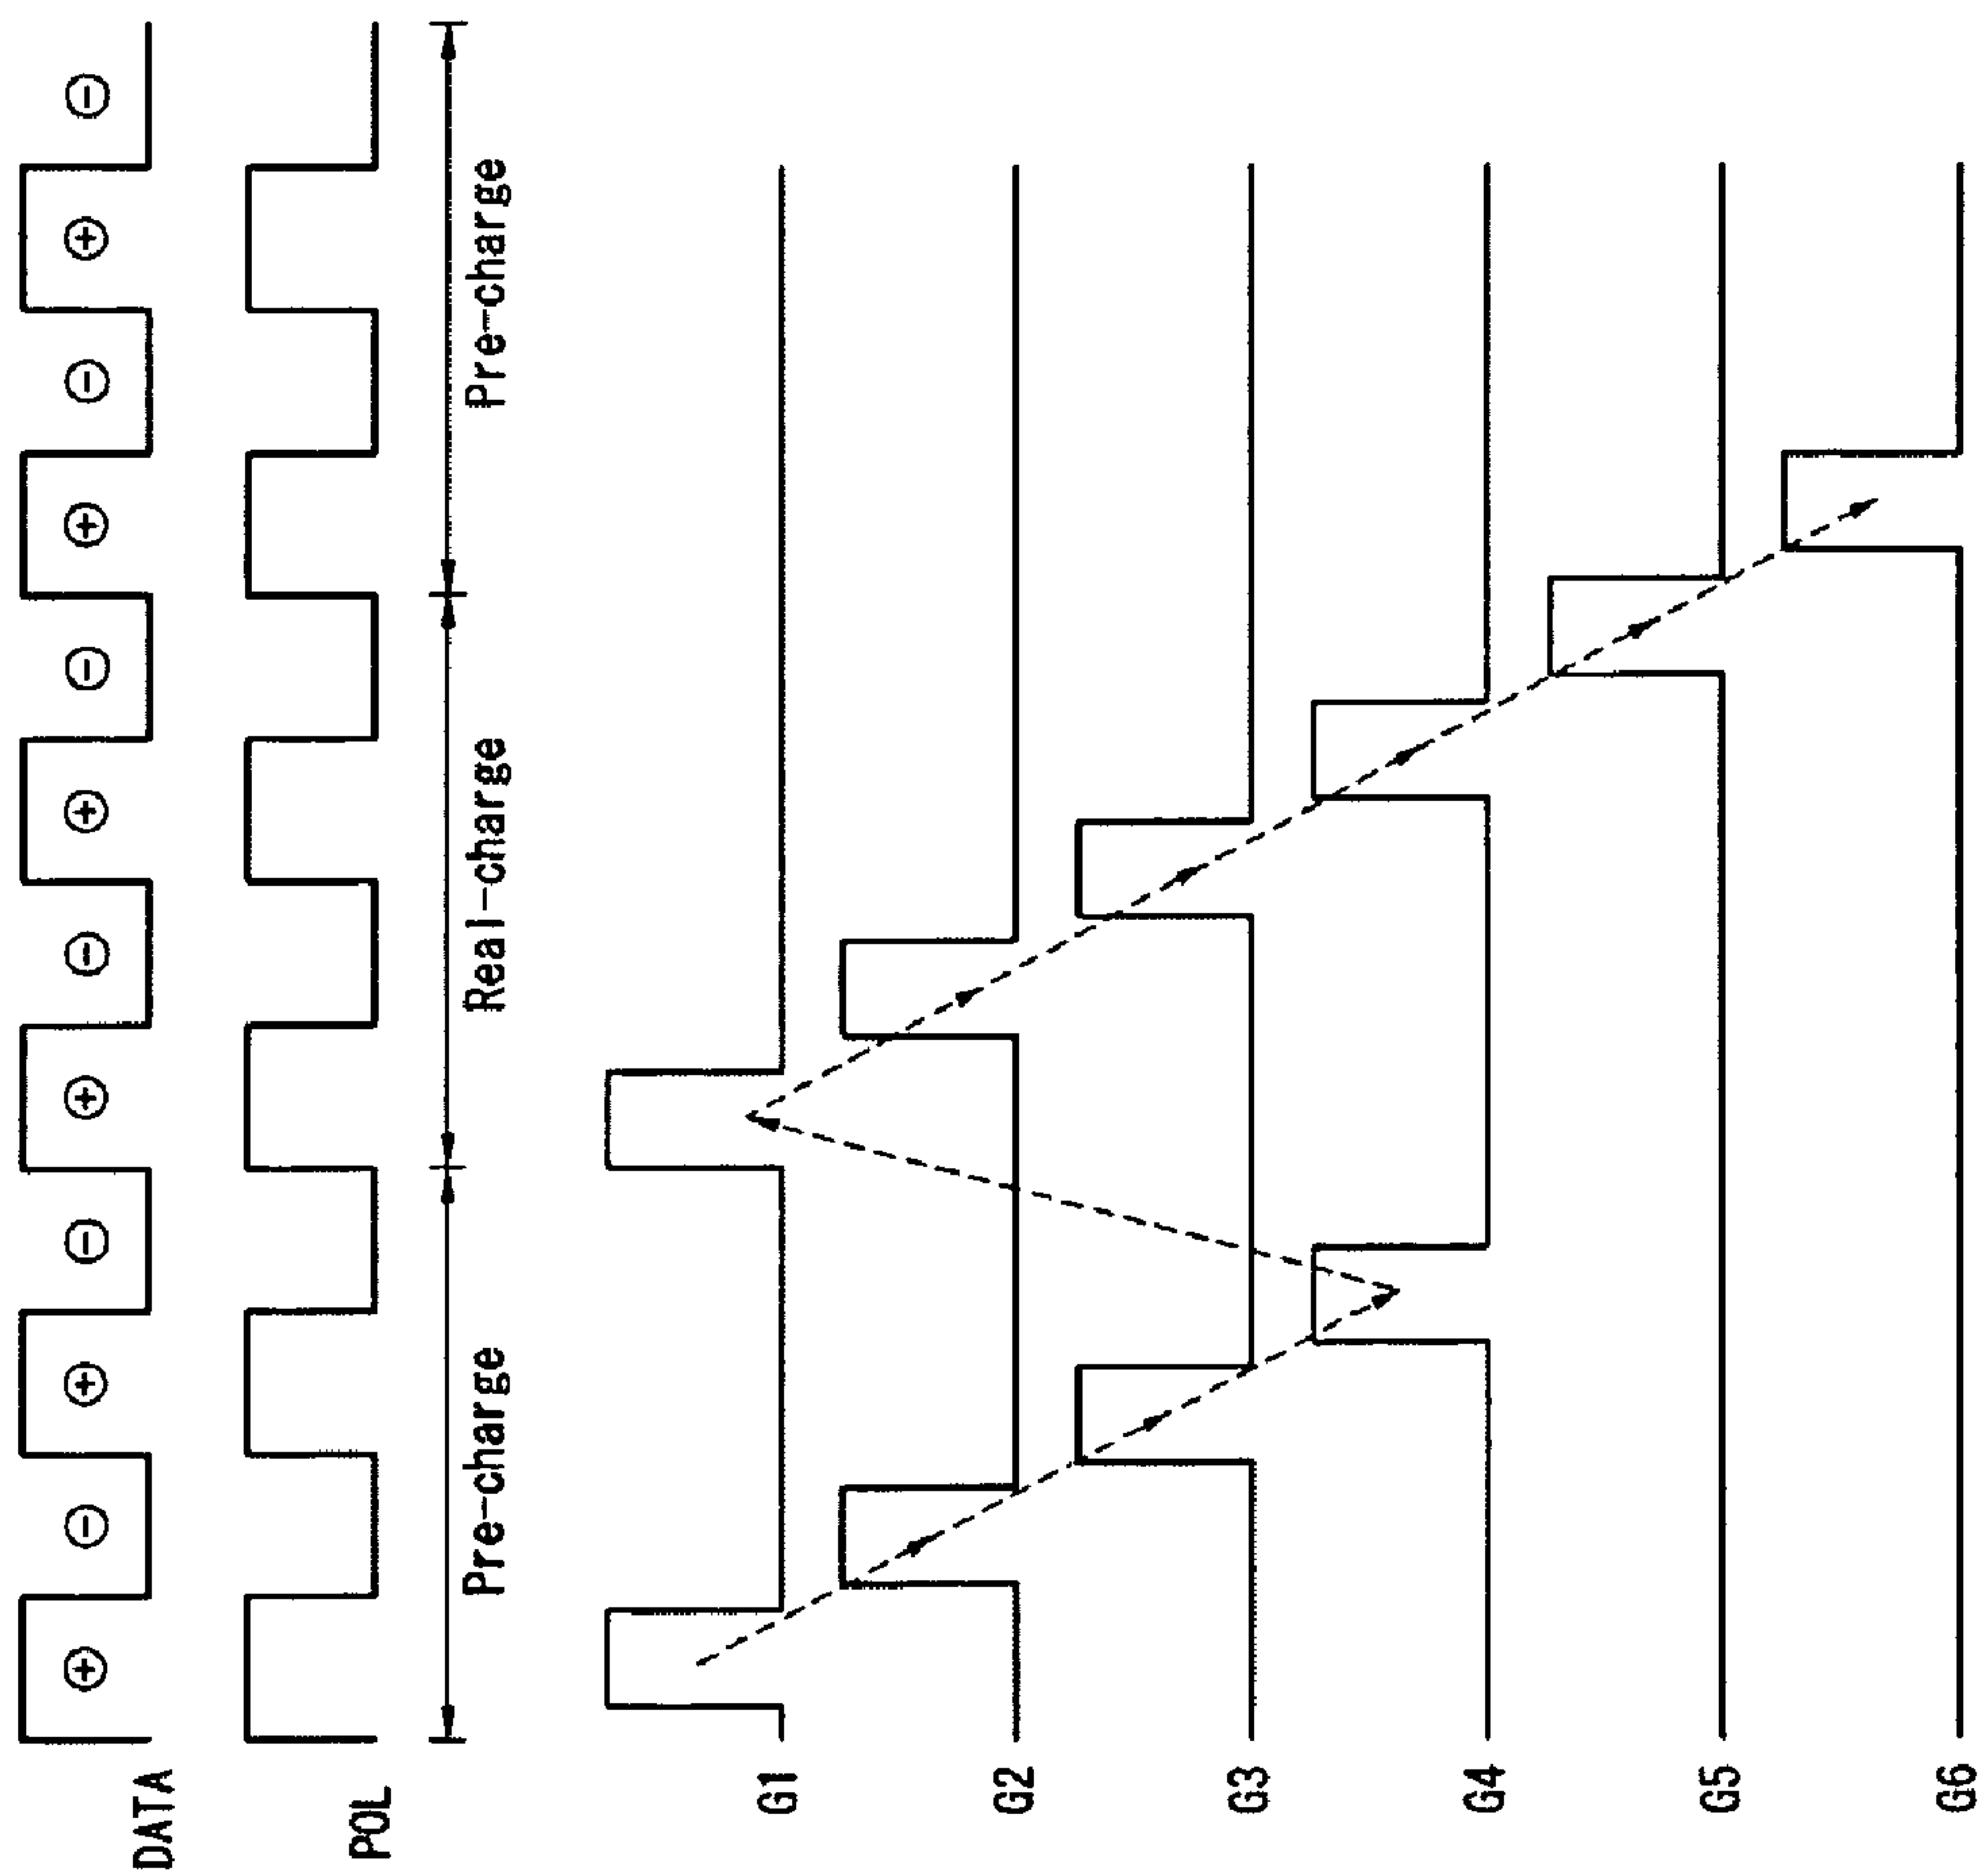 DATA
⊕ ⊖ ⊕ ⊖ ⊕ ⊖ ⊕ ⊖ ⊕ ⊖ ⊕ ⊖
POL
Pre-charge Real-charge Pre-charge
G1
G2
G3
G4
G5
G6